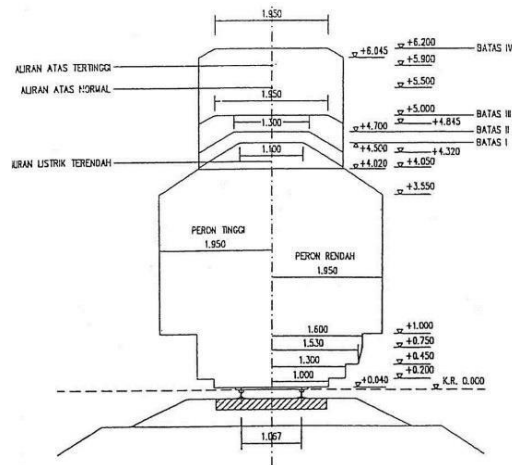 1.950
+6.200
BATAS IV
+6.045
+5.900
ALIRAN ATAS TERTINGGI
ALIRAN ATAS NORMAL
+5.500
1.950
+5.000
BATAS III
1.300
+4.845
+4.700
BATAS II
BATAS I
1.100
+4.500
+4.320
LISTRIK TERENDAH
+4.020
+4.050
+3.550
PERON TINGGI
1.950
PERON RENDAH
1.950
1.600
+1.000
1.530
+0.750
1.300
+0.450
1.000
+0.200
+0.040
K.R. 0.000
1.067